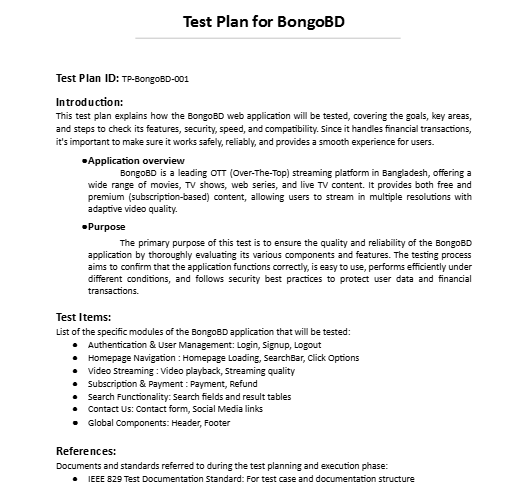 Test Plan for BongoBD
Test Plan ID: TP-BongoBD-001
Introduction:
This test plan explains how the BongoBD web application will be tested, covering the goals, key areas,
and steps to check its features, security, speed, and compatibility. Since it handles financial transactions,
it's important to make sure it works safely, reliably, and provides a smooth experience for users.
●Application overview
BongoBD is a leading OTT (Over-The-Top) streaming platform in Bangladesh, offering a
wide range of movies, TV shows, web series, and live TV content. It provides both free and
premium (subscription-based) content, allowing users to stream in multiple resolutions with
adaptive video quality.
●Purpose
The primary purpose of this test is to ensure the quality and reliability of the BongoBD
application by thoroughly evaluating its various components and features. The testing process
aims to confirm that the application functions correctly, is easy to use, performs efficiently under
different conditions, and follows security best practices to protect user data and financial
transactions.
Test Items:
List of the specific modules of the BongoBD application that will be tested:
● Authentication & User Management: Login, Signup, Logout
● Homepage Navigation : Homepage Loading, SearchBar, Click Options
● Video Streaming : Video playback, Streaming quality
● Subscription & Payment : Payment, Refund
● Search Functionality: Search fields and result tables
● Contact Us: Contact form, Social Media links
● Global Components: Header, Footer
References:
Documents and standards referred to during the test planning and execution phase:
● IEEE 829 Test Documentation Standard: For test case and documentation structure